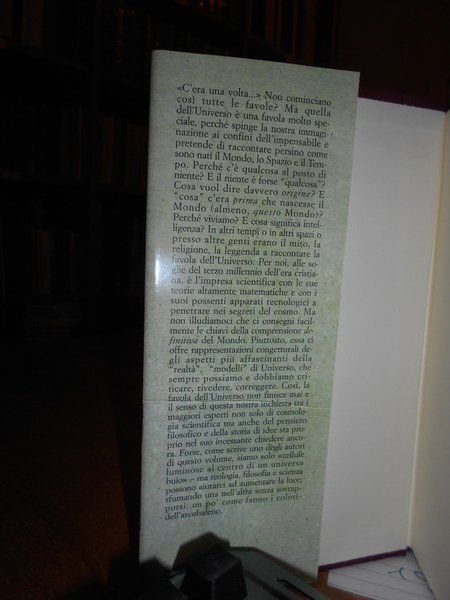 «C'era una volta...» Non cominciano
così tutte le favole? Ma quella
dell'Universo è una favola molto spe-
ciale, perché spinge la nostra immagi-
nazione ai confini dell'impensabile e
pretende di raccontare persino come
sono nati il Mondo, lo Spazio e il Tem-
po. Perché c'è qualcosa al posto di
niente? E il niente è forse "qualcosa"?
Cosa vuol dire davvero origine? E
"cosa" c'era prima che nascesse il
Mondo (almeno, questo Mondo)?
Perché viviamo? E cosa significa intel-
ligenza? In altri tempi o in altri spazi o
presso altre genti erano il mito, la
religione, la leggenda a raccontare la
favola dell'Universo. Per noi, alle so-
glie del terzo millennio dell'era cristia-
na, è l'impresa scientifica con le sue
teorie altamente matematiche e con i
suoi possenti apparati tecnologici a
penetrare nei segreti del cosmo. Ma
non illudiamoci che ci consegni facil-
mente le chiavi della comprensione de-
finitiva del Mondo. Piuttosto, essa ci
offre rappresentazioni congetturali de-
gli aspetti più affascinanti della
"realtà", "modelli" di Universo, che
sempre possiamo e dobbiamo cri-
ticare, rivedere, correggere. Così, la
favola dell'Universo non finisce mai e
il senso di questa nostra inchiesta tra i
maggiori esperti non solo di cosmolo-
gia scientifica ma anche del pensiero
filosofico e della storia di idee sta pro-
prio nel suo incessante chiedere anco-
ra. Forse, come scrive uno degli autori
di questo volume, siamo solo «cellule
luminose al centro di un universo
buio» – ma teologia, filosofia e scienza
possono aiutarci ad aumentare la luce,
sfumando una nell'altra senza sovrap-
porsi, un po' come fanno i colori
dell'arcobaleno.